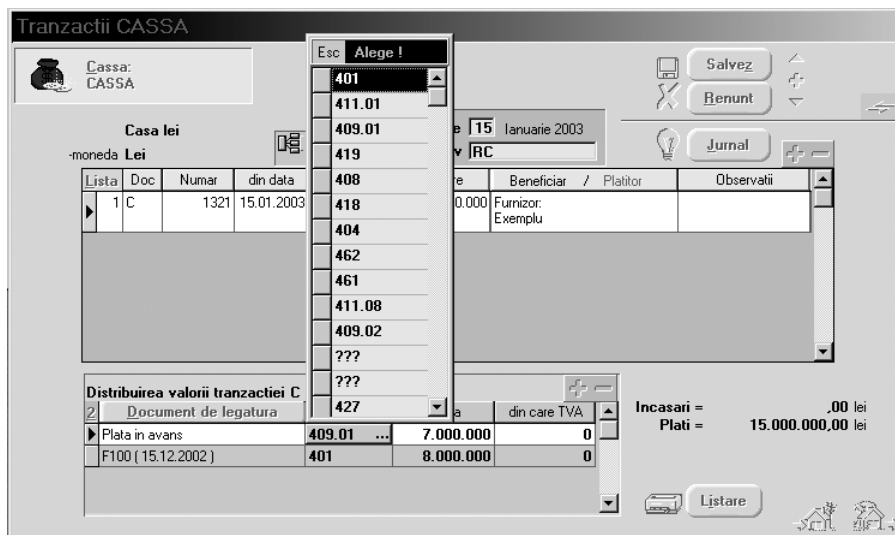 Tranzactii CASSA
Cassa:
CASSA
Esc Alege !
401
411.01
409.01
419
408
418
404
462
461
411.08
409.02
???
???
427
Salvez
Renunt
Jurnal
Casa lei
-moneda Lei
e 15 Ianuarie 2003
v RC
Lista Doc Numar din data re Beneficiar / Platitor Observatii
1 C 1321 15.01.2003 0.000 Furnizor:
Exemplu
Distribuirea valorii tranzactiei C
2 Document de legatura a din care TVA
Plata in avans 409.01 ... 7.000.000 0
F100 ( 15.12.2002 ) 401 8.000.000 0
Incasari = ,00 lei
Plati = 15.000.000,00 lei
Listare